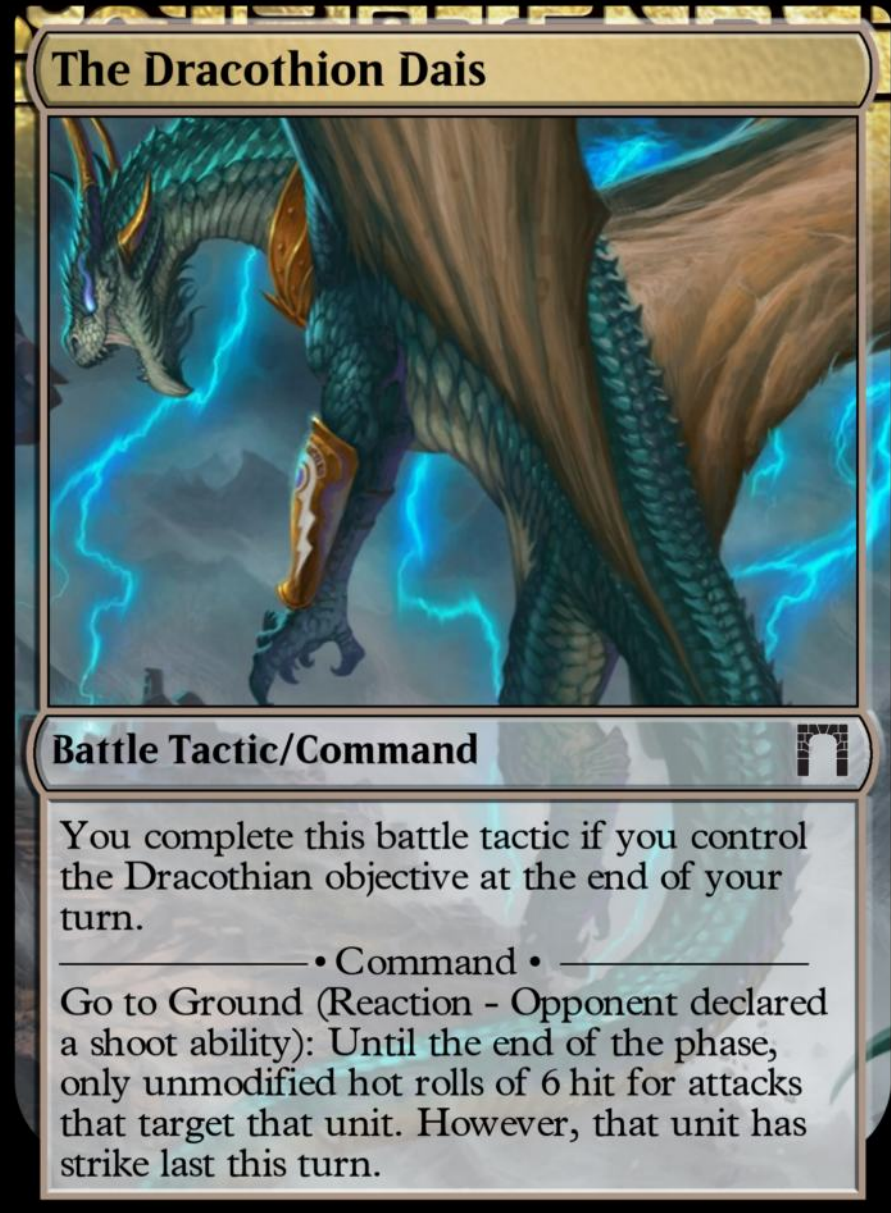 The Dracothion Dais
Battle Tactic/Command
You complete this battle tactic if you control
the Dracothian objective at the end of your
turn.
• Command •
Go to Ground (Reaction - Opponent declared
a shoot ability): Until the end of the phase,
only unmodified hot rolls of 6 hit for attacks
that target that unit. However, that unit has
strike last this turn.